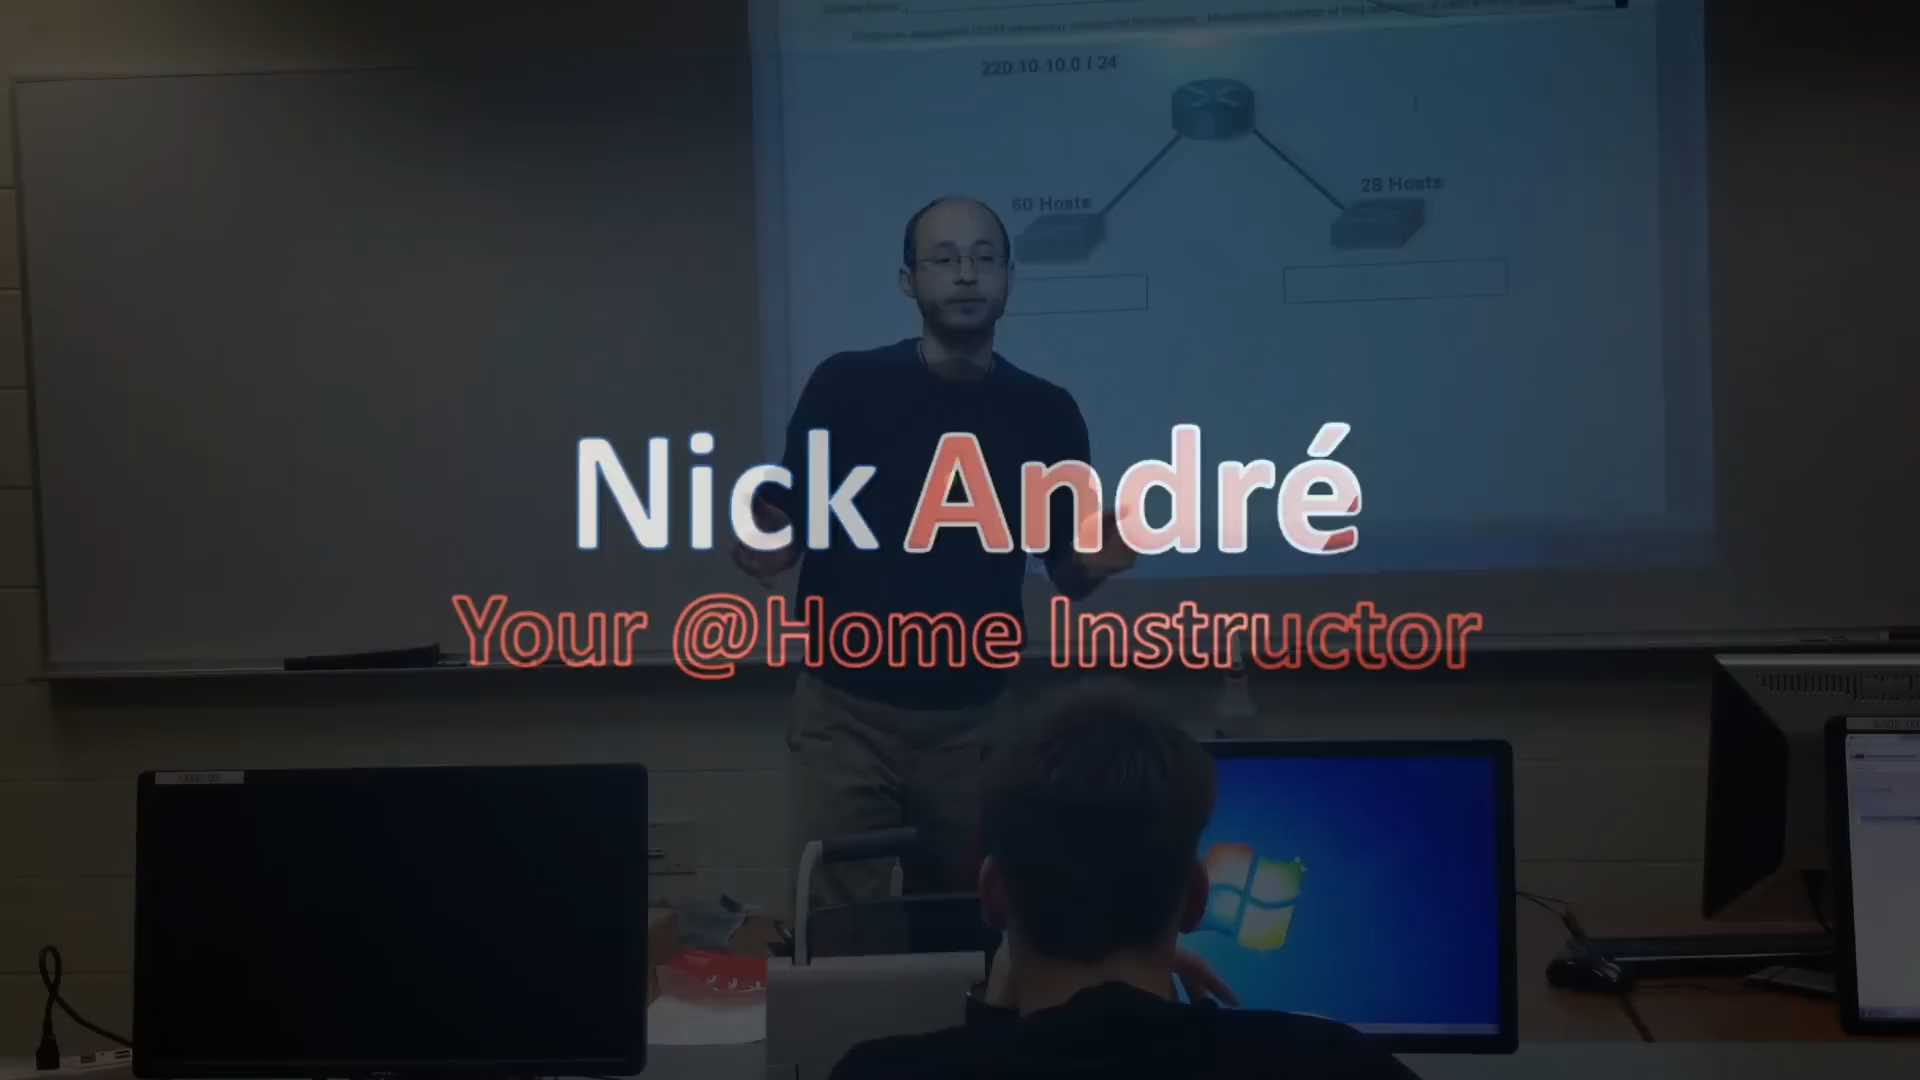 220.10.10.0 / 24
60 Hosts
28 Hosts
Nick André
Your @Home Instructor